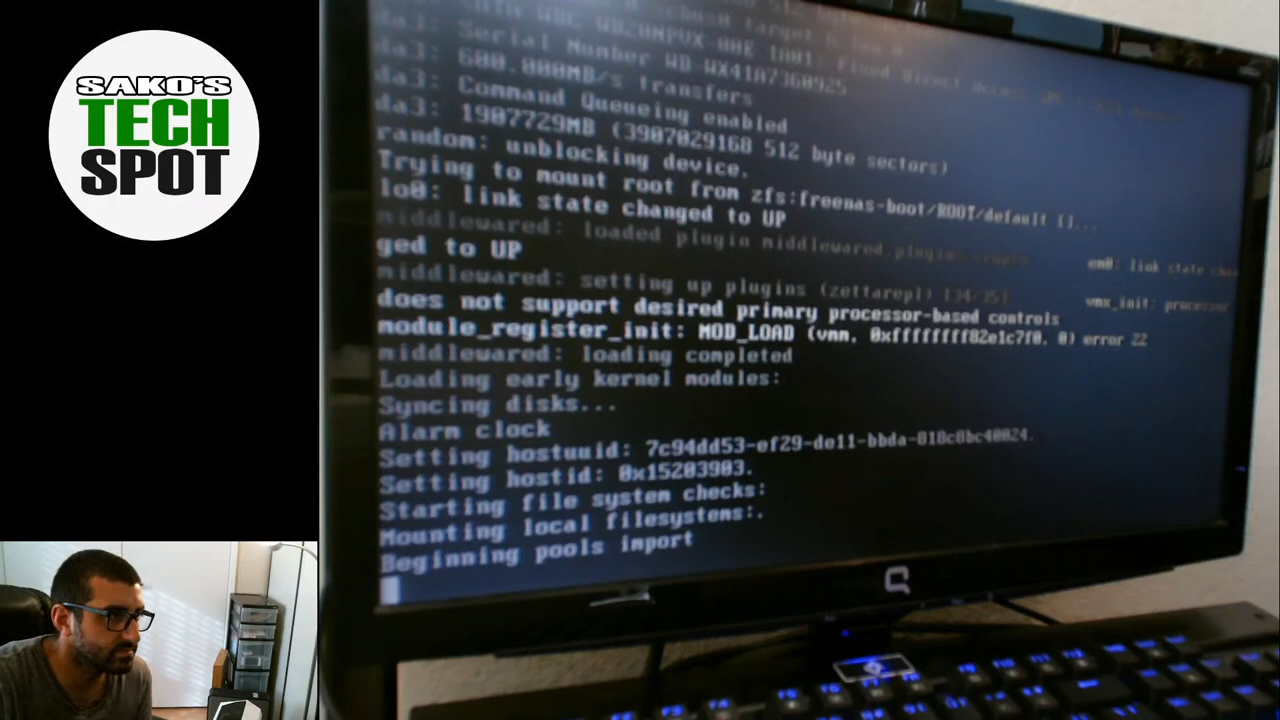 SAKO'S
TECH
SPOT
da3: Serial Number WD-WX41A7360925
da3: 600.000MB/s transfers
da3: Command Queueing enabled
da3: 1907729MB (3907029168 512 byte sectors)
random: unblocking device.
Trying to mount root from zfs:freenas-boot/ROOT/default []...
lo0: link state changed to UP
middlewared: loaded plugin middlewared.plugins.crypto
em0: link state chan
ged to UP
middlewared: setting up plugins (zettarepl) [34/35]
vmx_init: processor
does not support desired primary processor-based controls
module_register_init: MOD_LOAD (vmm, 0xffffffff82e1c7f0, 0) error 22
middlewared: loading completed
Loading early kernel modules:
Syncing disks...
Alarm clock
Setting hostuuid: 7c94dd53-ef29-de11-bbda-818c8bc40024.
Setting hostid: 0x15203903.
Starting file system checks:
Mounting local filesystems:.
Beginning pools import